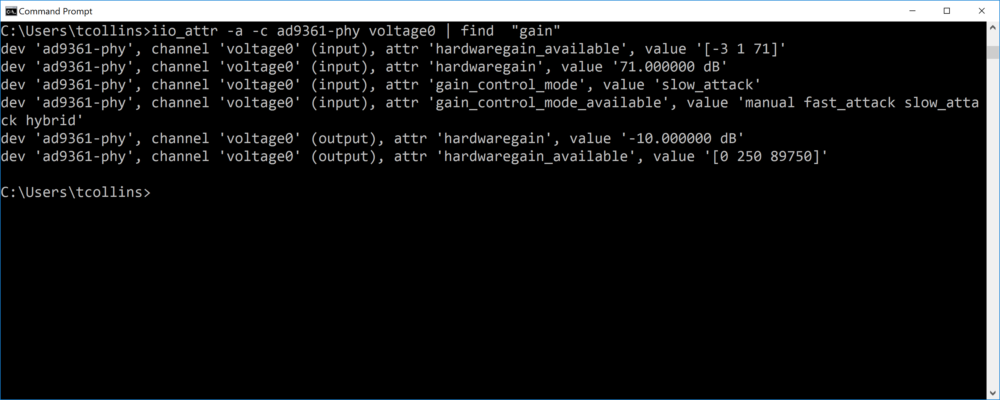 Command Prompt
C:\Users\tcollins>iio_attr -a -c ad9361-phy voltage0 | find  "gain"
dev 'ad9361-phy', channel 'voltage0' (input), attr 'hardwaregain_available', value '[-3 1 71]'
dev 'ad9361-phy', channel 'voltage0' (input), attr 'hardwaregain', value '71.000000 dB'
dev 'ad9361-phy', channel 'voltage0' (input), attr 'gain_control_mode', value 'slow_attack'
dev 'ad9361-phy', channel 'voltage0' (input), attr 'gain_control_mode_available', value 'manual fast_attack slow_atta
ck hybrid'
dev 'ad9361-phy', channel 'voltage0' (output), attr 'hardwaregain', value '-10.000000 dB'
dev 'ad9361-phy', channel 'voltage0' (output), attr 'hardwaregain_available', value '[0 250 89750]'
C:\Users\tcollins>